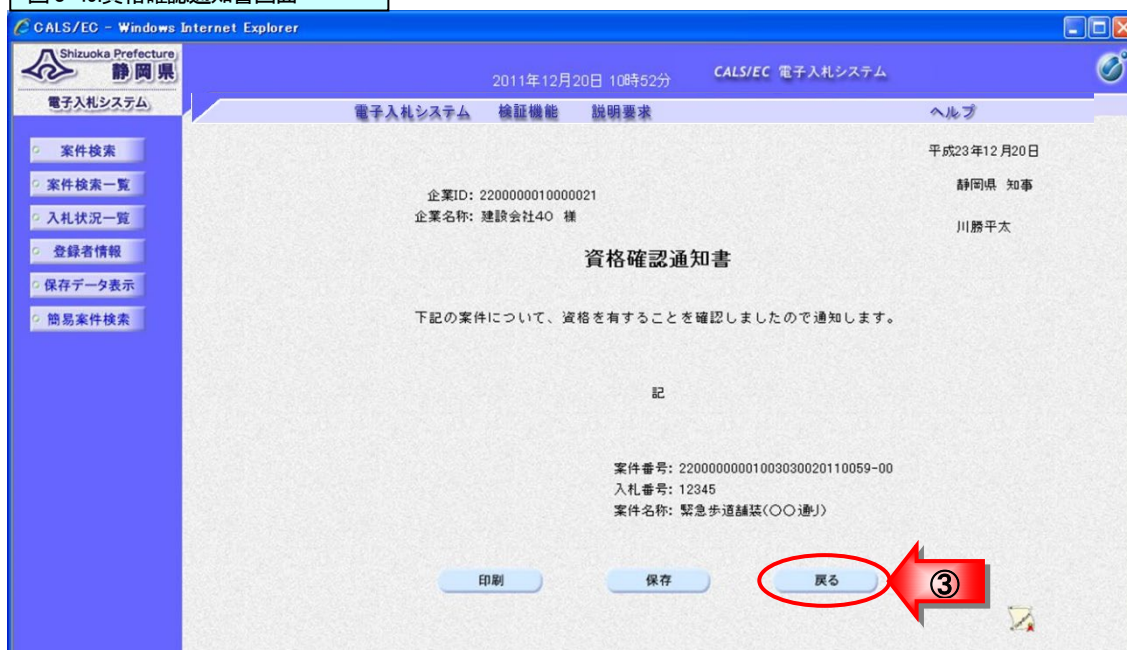 CALS/EC - Windows Internet Explorer
Shizuoka Prefecture
静岡県
電子入札システム
2011年12月20日 10時52分
CALS/EC 電子入札システム
電子入札システム 検証機能 説明要求 ヘルプ
案件検索
案件検索一覧
入札状況一覧
登録者情報
保存データ表示
簡易案件検索
平成23年12月20日
静岡県 知事
川勝平太
企業ID: 2200000010000021
企業名称: 建設会社40 様
資格確認通知書
下記の案件について、資格を有することを確認しましたので通知します。
記
案件番号: 22000000001003030020110059-00
入札番号: 12345
案件名称: 緊急歩道舗装(〇〇通り)
印刷
保存
戻る
③